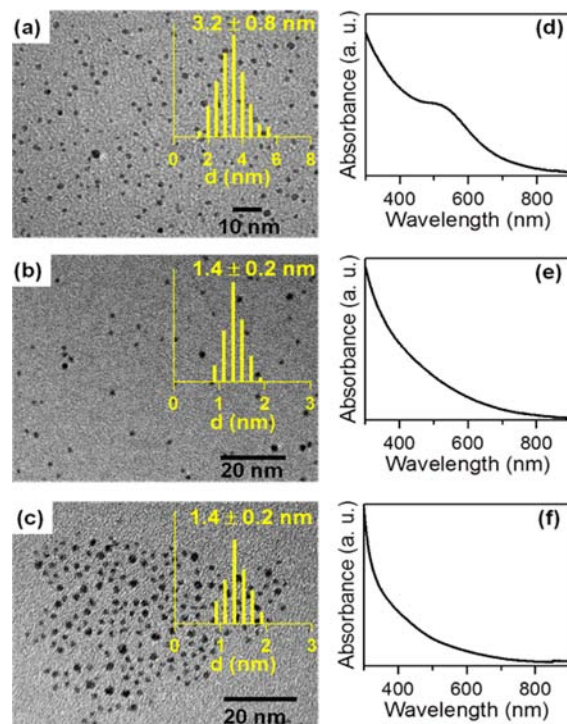 (a)
3.2 ± 0.8 nm
0 2 4 6 8
d (nm)
10 nm
(d)
Absorbance (a. u.)
400 600 800
Wavelength (nm)
(b)
1.4 ± 0.2 nm
0 1 2 3
d (nm)
20 nm
(e)
Absorbance (a. u.)
400 600 800
Wavelength (nm)
(c)
1.4 ± 0.2 nm
0 1 2 3
d (nm)
20 nm
(f)
Absorbance (a. u.)
400 600 800
Wavelength (nm)